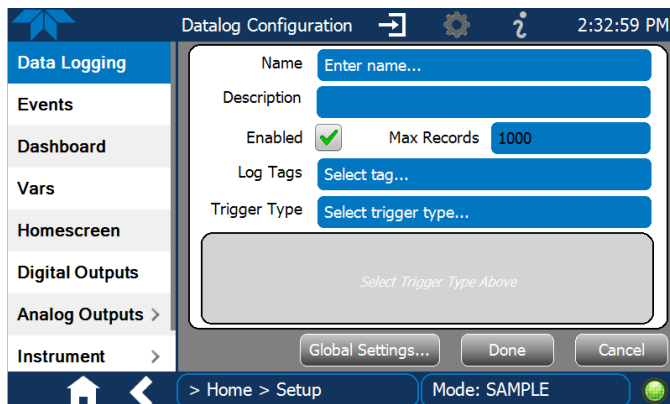 Datalog Configuration
2:32:59 PM
Data Logging
Events
Dashboard
Vars
Homescreen
Digital Outputs
Analog Outputs >
Instrument >
Name Enter name...
Description
Enabled Max Records 1000
Log Tags Select tag...
Trigger Type Select trigger type...
Select Trigger Type Above
Global Settings... Done Cancel
> Home > Setup
Mode: SAMPLE